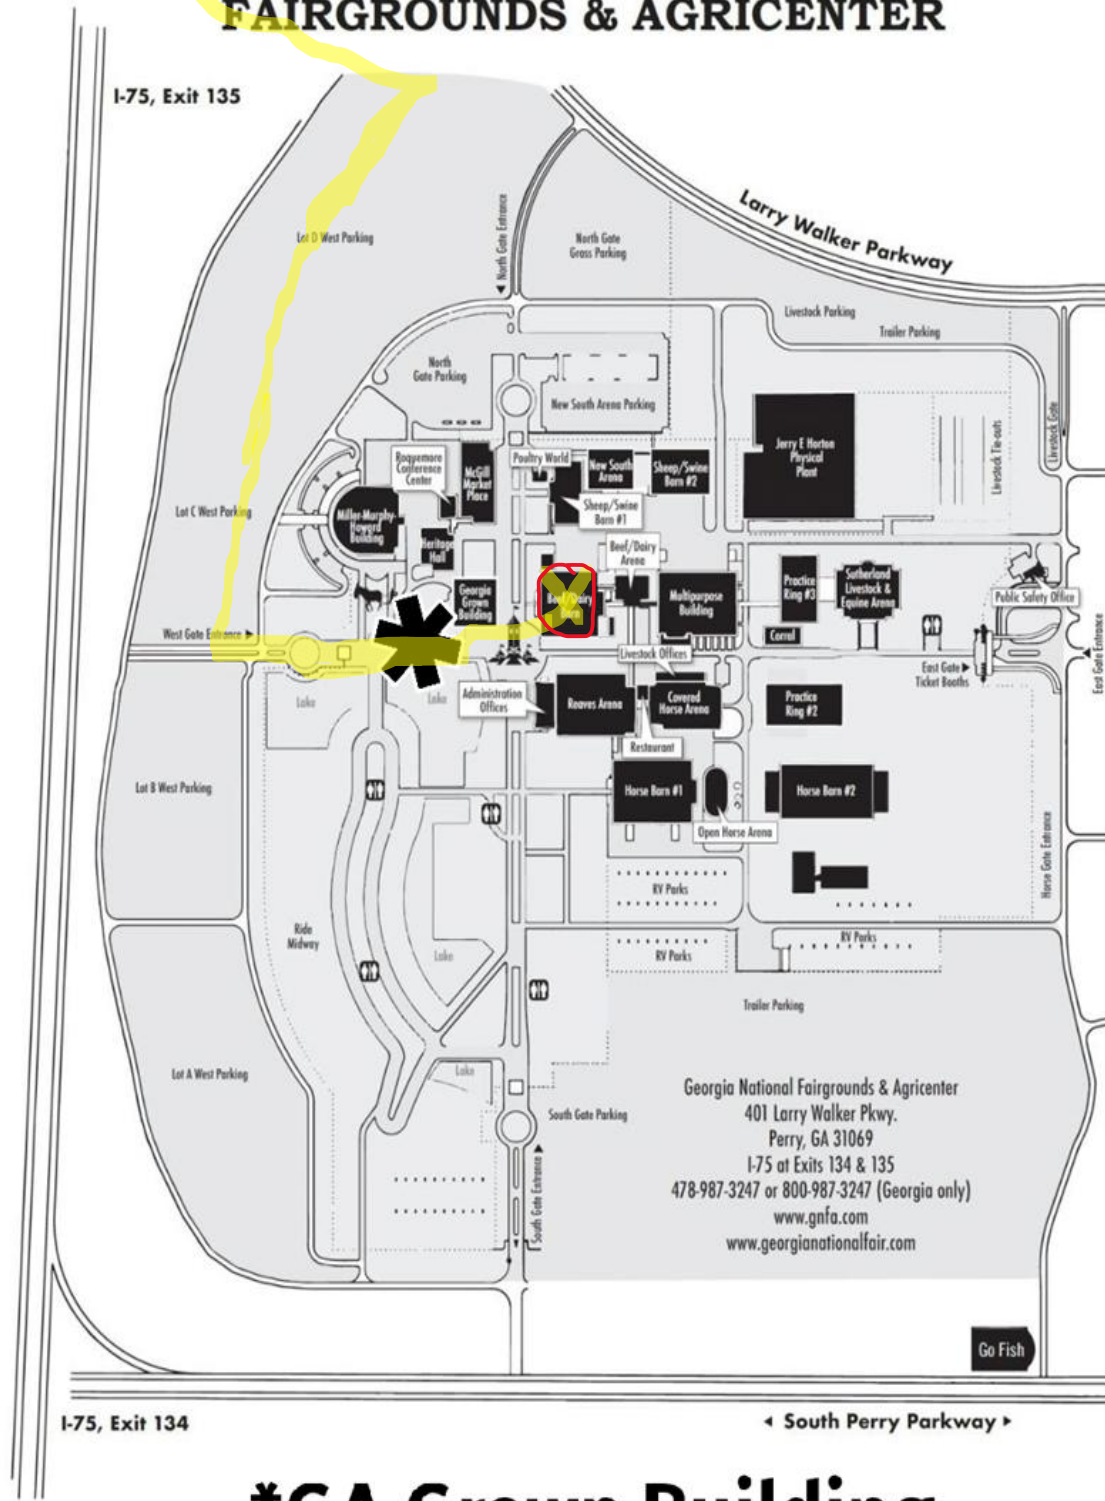 FAIRGROUNDS & AGRICENTER
I-75, Exit 135
Larry Walker Parkway
North Gate Entrance
Lot D West Parking
North Gate
Grass Parking
Livestock Parking
Trailer Parking
North
Gate Parking
New South Arena Parking
Livestock Gate
Livestock Tie-outs
Jerry E Horton
Physical
Plant
Roquemore
Conference
Center
McGill
Market
Place
Poultry World
New South
Arena
Sheep/Swine
Barn #2
Sheep/Swine
Barn #1
Lot C West Parking
Miller-Murphy-
Howard
Building
Heritage
Hall
Beef/Dairy
Arena
Georgia
Grown
Building
Beef/Dairy
Barn
Multipurpose
Building
Practice
Ring #3
Sutherland
Livestock &
Equine Arena
Public Safety Office
Corral
West Gate Entrance
Livestock Offices
East Gate
Ticket Booths
East Gate Entrance
Lake
Lake
Administration
Offices
Reaves Arena
Covered
Horse Arena
Practice
Ring #2
Restaurant
Lot B West Parking
Horse Barn #1
Horse Barn #2
Open Horse Arena
Horse Gate Entrance
RV Parks
Ride
Midway
Lake
RV Parks
RV Parks
Trailer Parking
Lot A West Parking
Lake
South Gate Parking
South Gate Entrance
Georgia National Fairgrounds & Agricenter
401 Larry Walker Pkwy.
Perry, GA 31069
I-75 at Exits 134 & 135
478-987-3247 or 800-987-3247 (Georgia only)
www.gnfa.com
www.georgianationalfair.com
Go Fish
I-75, Exit 134
South Perry Parkway
*GA Grown Building